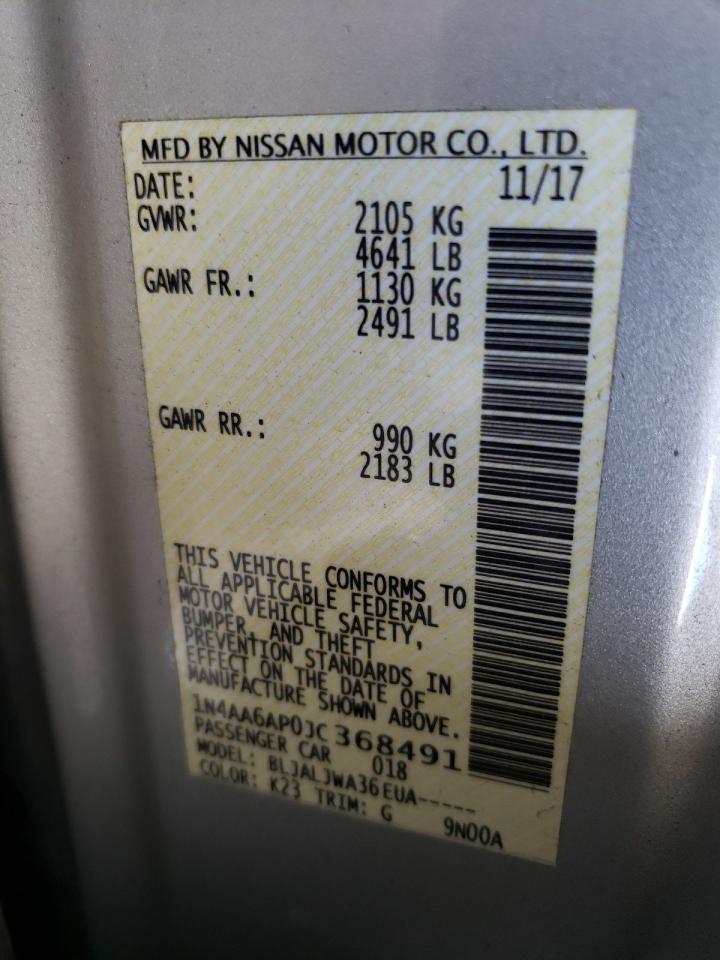 MFD BY NISSAN MOTOR CO., LTD.
DATE: 11/17
GVWR: 2105 KG
4641 LB
GAWR FR.: 1130 KG
2491 LB
GAWR RR.: 990 KG
2183 LB
THIS VEHICLE CONFORMS TO
ALL APPLICABLE FEDERAL
MOTOR VEHICLE SAFETY,
BUMPER, AND THEFT
PREVENTION STANDARDS IN
EFFECT ON THE DATE OF
MANUFACTURE SHOWN ABOVE.
1N4AA6AP0JC368491
PASSENGER CAR 018
MODEL: BLJALJWA36EUA-----
COLOR: K23 TRIM: G 9N00A